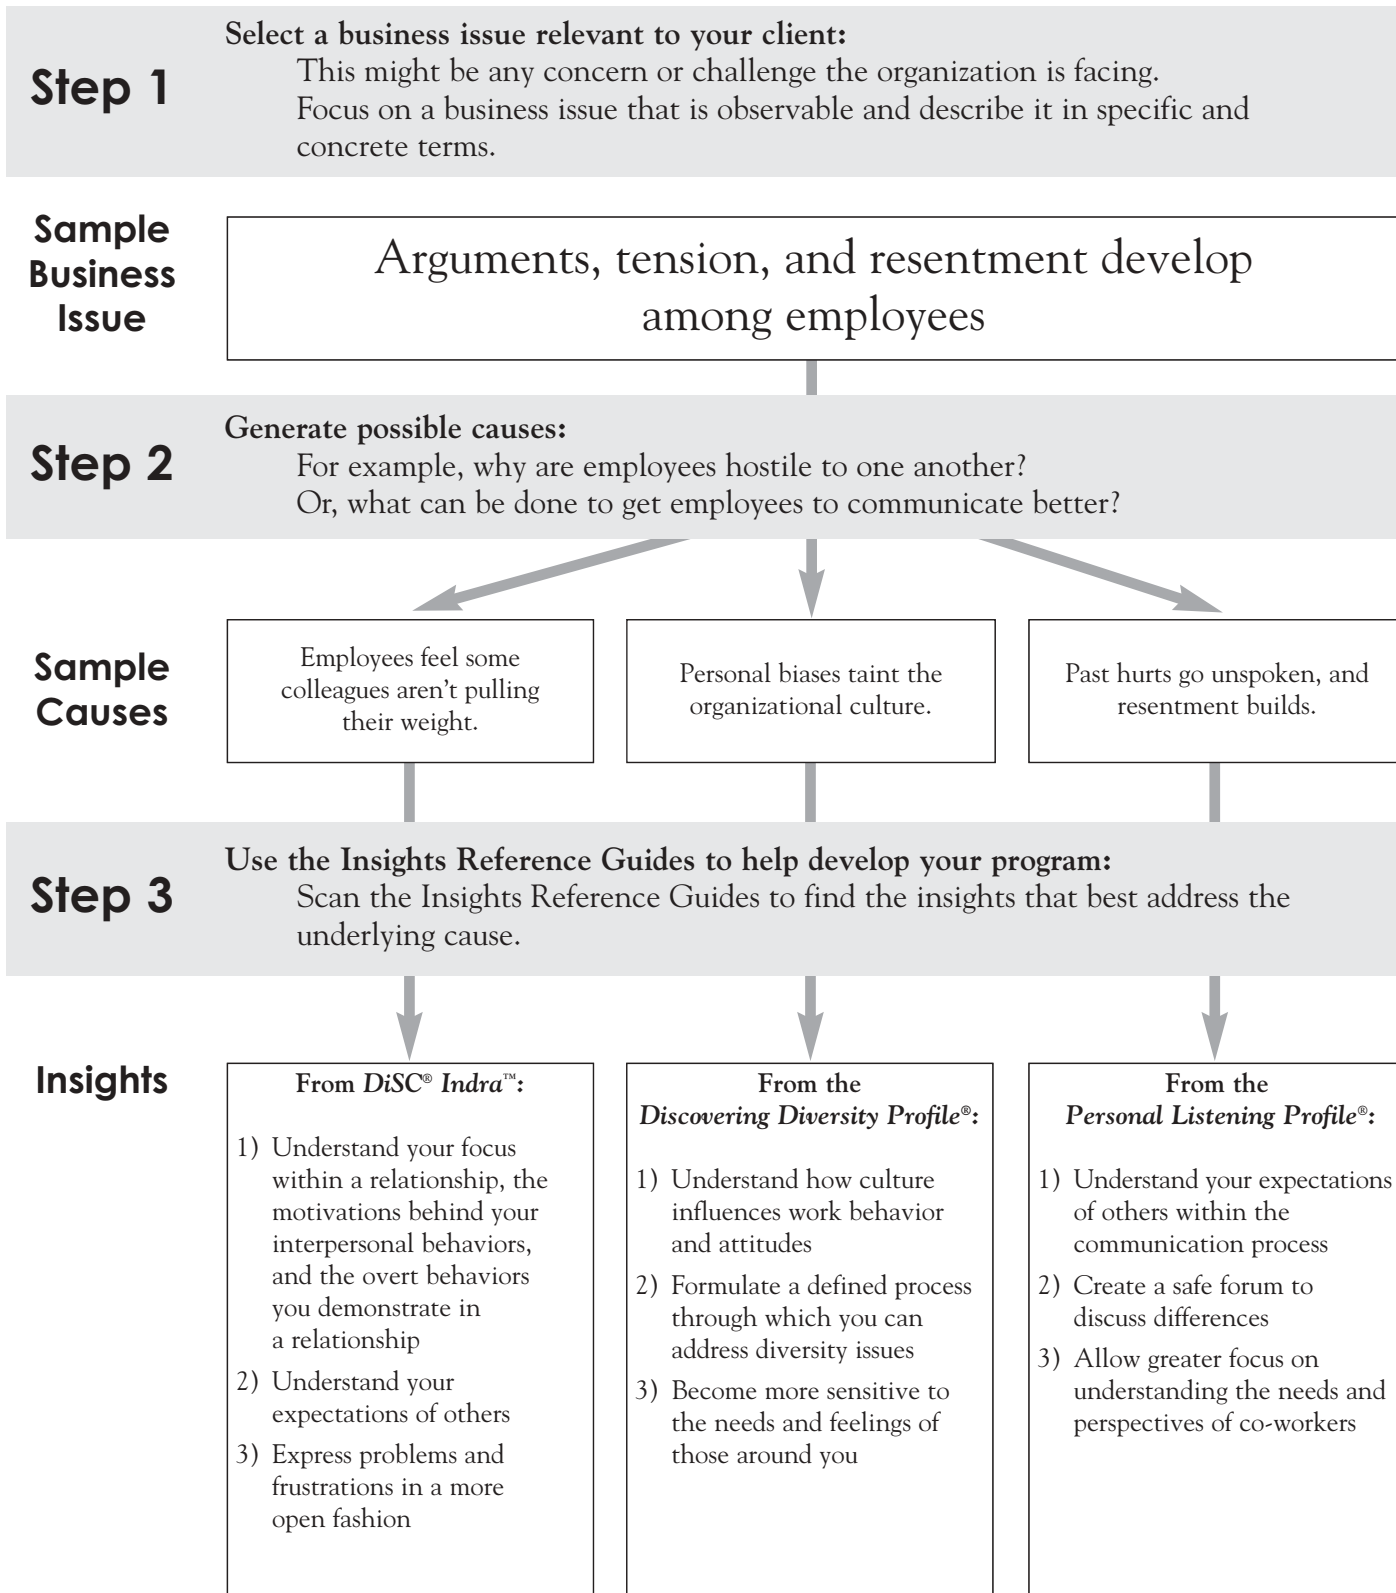 Step 1
Select a business issue relevant to your client:
This might be any concern or challenge the organization is facing.
Focus on a business issue that is observable and describe it in specific and
concrete terms.
Sample
Business
Issue
Arguments, tension, and resentment develop
among employees
Step 2
Generate possible causes:
For example, why are employees hostile to one another?
Or, what can be done to get employees to communicate better?
Sample
Causes
Employees feel some
colleagues aren't pulling
their weight.
Personal biases taint the
organizational culture.
Past hurts go unspoken, and
resentment builds.
Step 3
Use the Insights Reference Guides to help develop your program:
Scan the Insights Reference Guides to find the insights that best address the
underlying cause.
Insights
From DiSC® Indra™:
1) Understand your focus
within a relationship, the
motivations behind your
interpersonal behaviors,
and the overt behaviors
you demonstrate in
a relationship
2) Understand your
expectations of others
3) Express problems and
frustrations in a more
open fashion
From the
Discovering Diversity Profile®:
1) Understand how culture
influences work behavior
and attitudes
2) Formulate a defined process
through which you can
address diversity issues
3) Become more sensitive to
the needs and feelings of
those around you
From the
Personal Listening Profile®:
1) Understand your expectations
of others within the
communication process
2) Create a safe forum to
discuss differences
3) Allow greater focus on
understanding the needs and
perspectives of co-workers